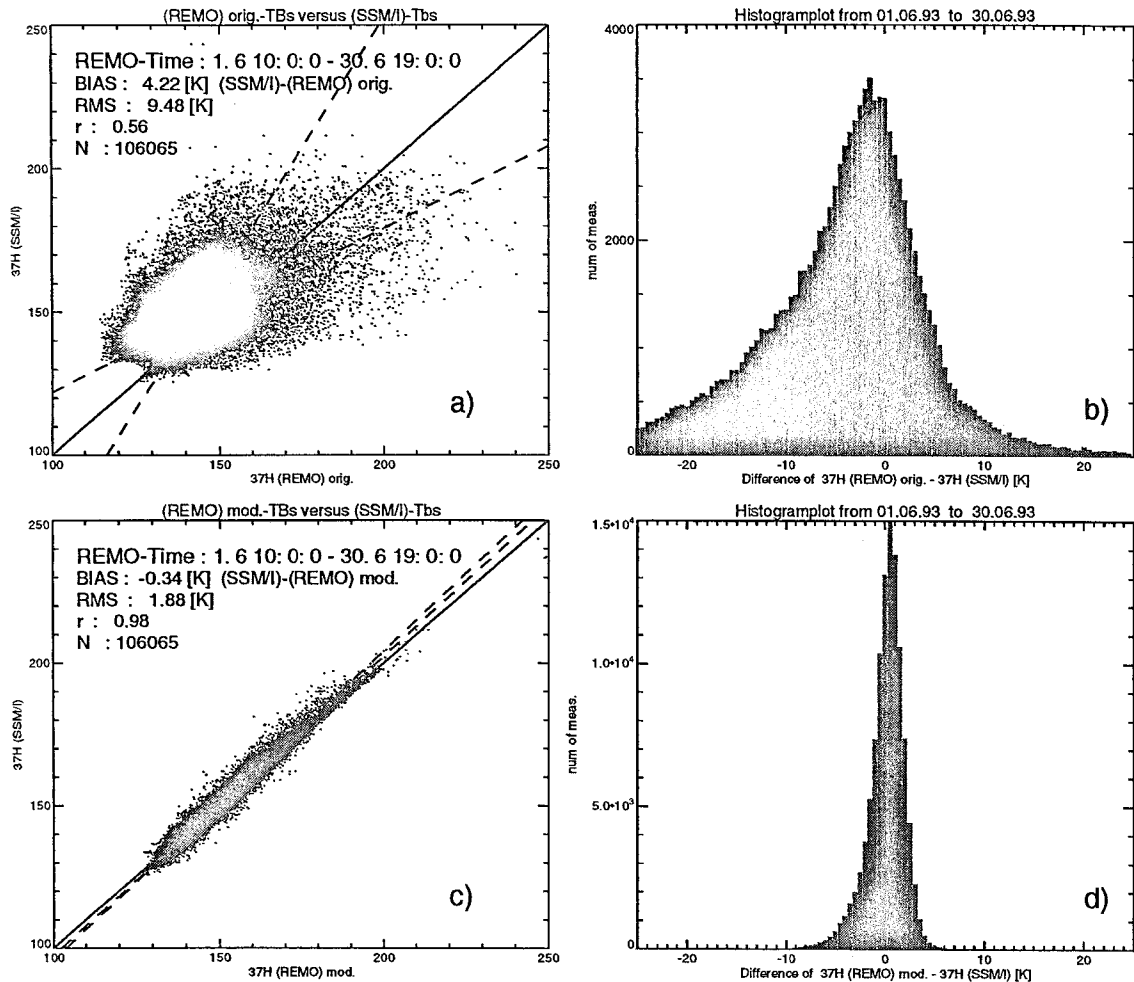 (REMO) orig.-TBs versus (SSM/I)-Tbs
250
200
150
100
37H (SSM/I)
REMO-Time : 1. 6 10: 0: 0 - 30. 6 19: 0: 0
BIAS : 4.22 [K] (SSM/I)-(REMO) orig.
RMS : 9.48 [K]
r : 0.56
N : 106065
a)
100 150 200 250
37H (REMO) orig.
Histogramplot from 01.06.93 to 30.06.93
4000
2000
0
num of meas.
b)
-20 -10 0 10 20
Difference of 37H (REMO) orig. - 37H (SSM/I) [K]
(REMO) mod.-TBs versus (SSM/I)-Tbs
250
200
150
100
37H (SSM/I)
REMO-Time : 1. 6 10: 0: 0 - 30. 6 19: 0: 0
BIAS : -0.34 [K] (SSM/I)-(REMO) mod.
RMS : 1.88 [K]
r : 0.98
N : 106065
c)
100 150 200 250
37H (REMO) mod.
Histogramplot from 01.06.93 to 30.06.93
1.5•10⁴
1.0•10⁴
5.0•10³
0
num of meas.
d)
-20 -10 0 10 20
Difference of 37H (REMO) mod. - 37H (SSM/I) [K]